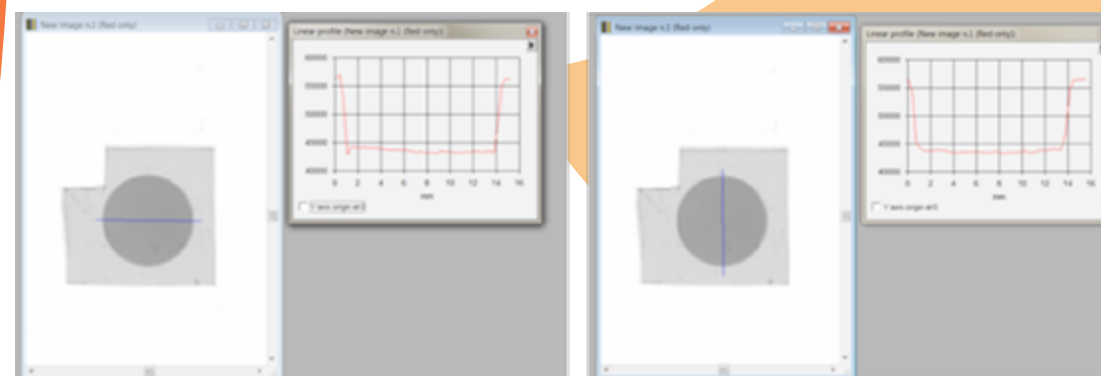 New image n.1 (Red only)
Linear profile (New image n.1 (Red only))
60000
55000
50000
45000
40000
0 2 4 6 8 10 12 14 16
mm
Y axis origin at 0
New image n.1 (Red only)
Linear profile (New image n.1 (Red only))
60000
55000
50000
45000
40000
0 2 4 6 8 10 12 14 16
mm
Y axis origin at 0